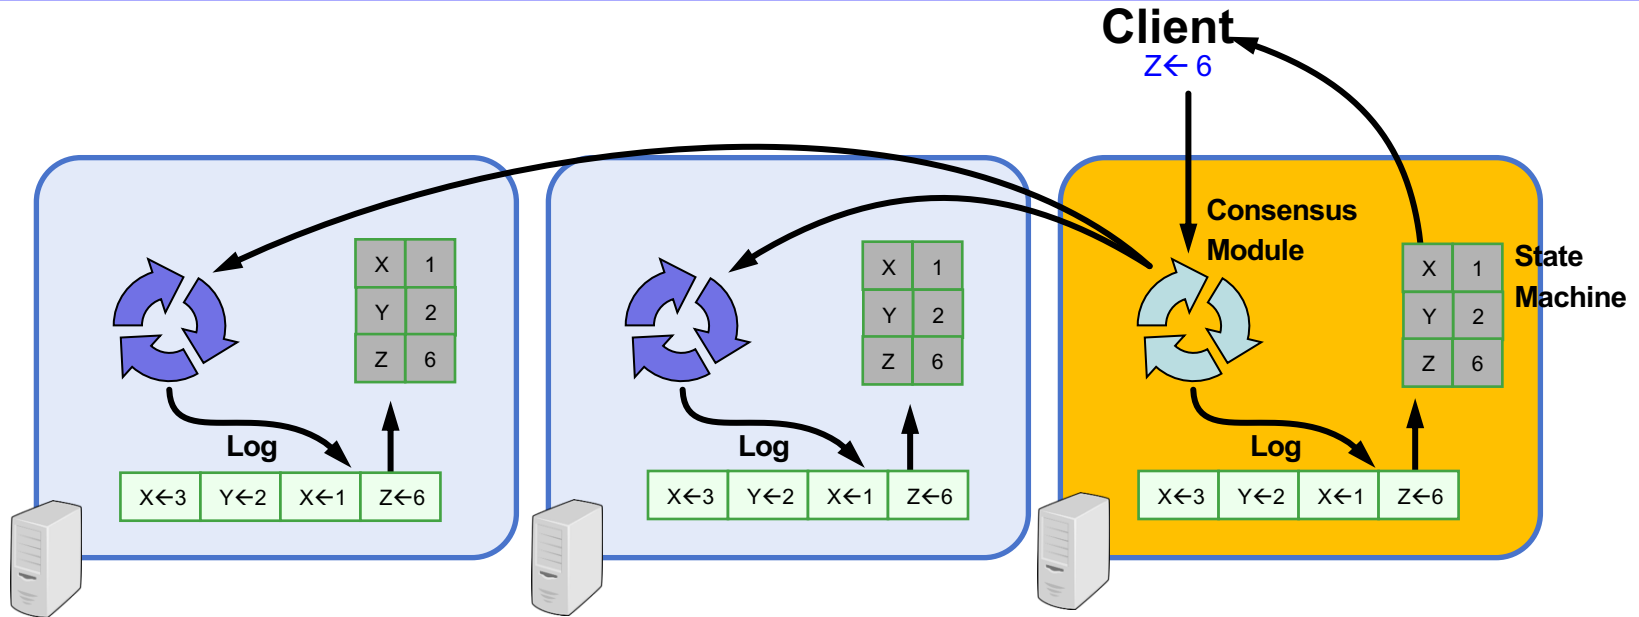 Client
Z← 6
Consensus
Module
State
Machine
X 1
Y 2
Z 6
X 1
Y 2
Z 6
X 1
Y 2
Z 6
Log
Log
Log
X←3 Y←2 X←1 Z←6
X←3 Y←2 X←1 Z←6
X←3 Y←2 X←1 Z←6